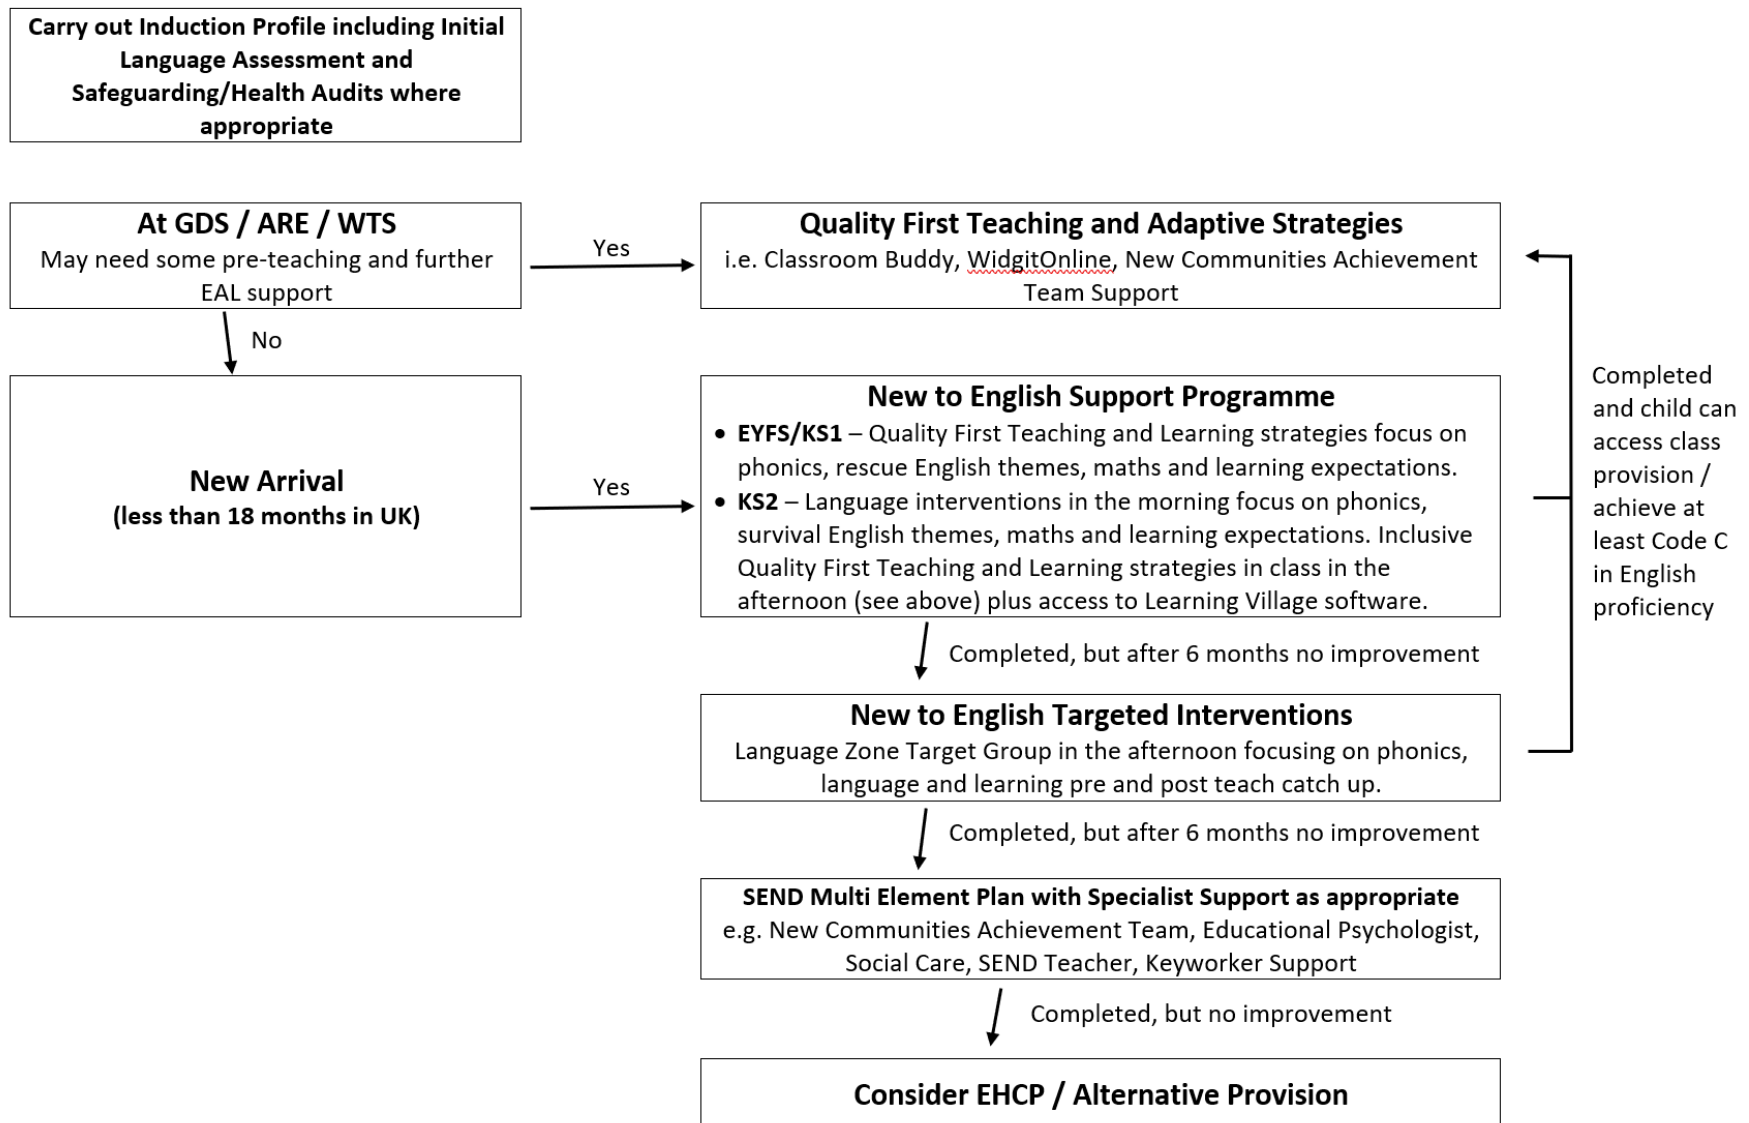 Carry out Induction Profile including Initial
Language Assessment and
Safeguarding/Health Audits where
appropriate
At GDS / ARE / WTS
May need some pre-teaching and further
EAL support
Yes
Quality First Teaching and Adaptive Strategies
i.e. Classroom Buddy, WidgitOnline, New Communities Achievement
Team Support
No
New Arrival
(less than 18 months in UK)
Yes
New to English Support Programme
• EYFS/KS1 – Quality First Teaching and Learning strategies focus on
phonics, rescue English themes, maths and learning expectations.
• KS2 – Language interventions in the morning focus on phonics,
survival English themes, maths and learning expectations. Inclusive
Quality First Teaching and Learning strategies in class in the
afternoon (see above) plus access to Learning Village software.
Completed
and child can
access class
provision /
achieve at
least Code C
in English
proficiency
Completed, but after 6 months no improvement
New to English Targeted Interventions
Language Zone Target Group in the afternoon focusing on phonics,
language and learning pre and post teach catch up.
Completed, but after 6 months no improvement
SEND Multi Element Plan with Specialist Support as appropriate
e.g. New Communities Achievement Team, Educational Psychologist,
Social Care, SEND Teacher, Keyworker Support
Completed, but no improvement
Consider EHCP / Alternative Provision